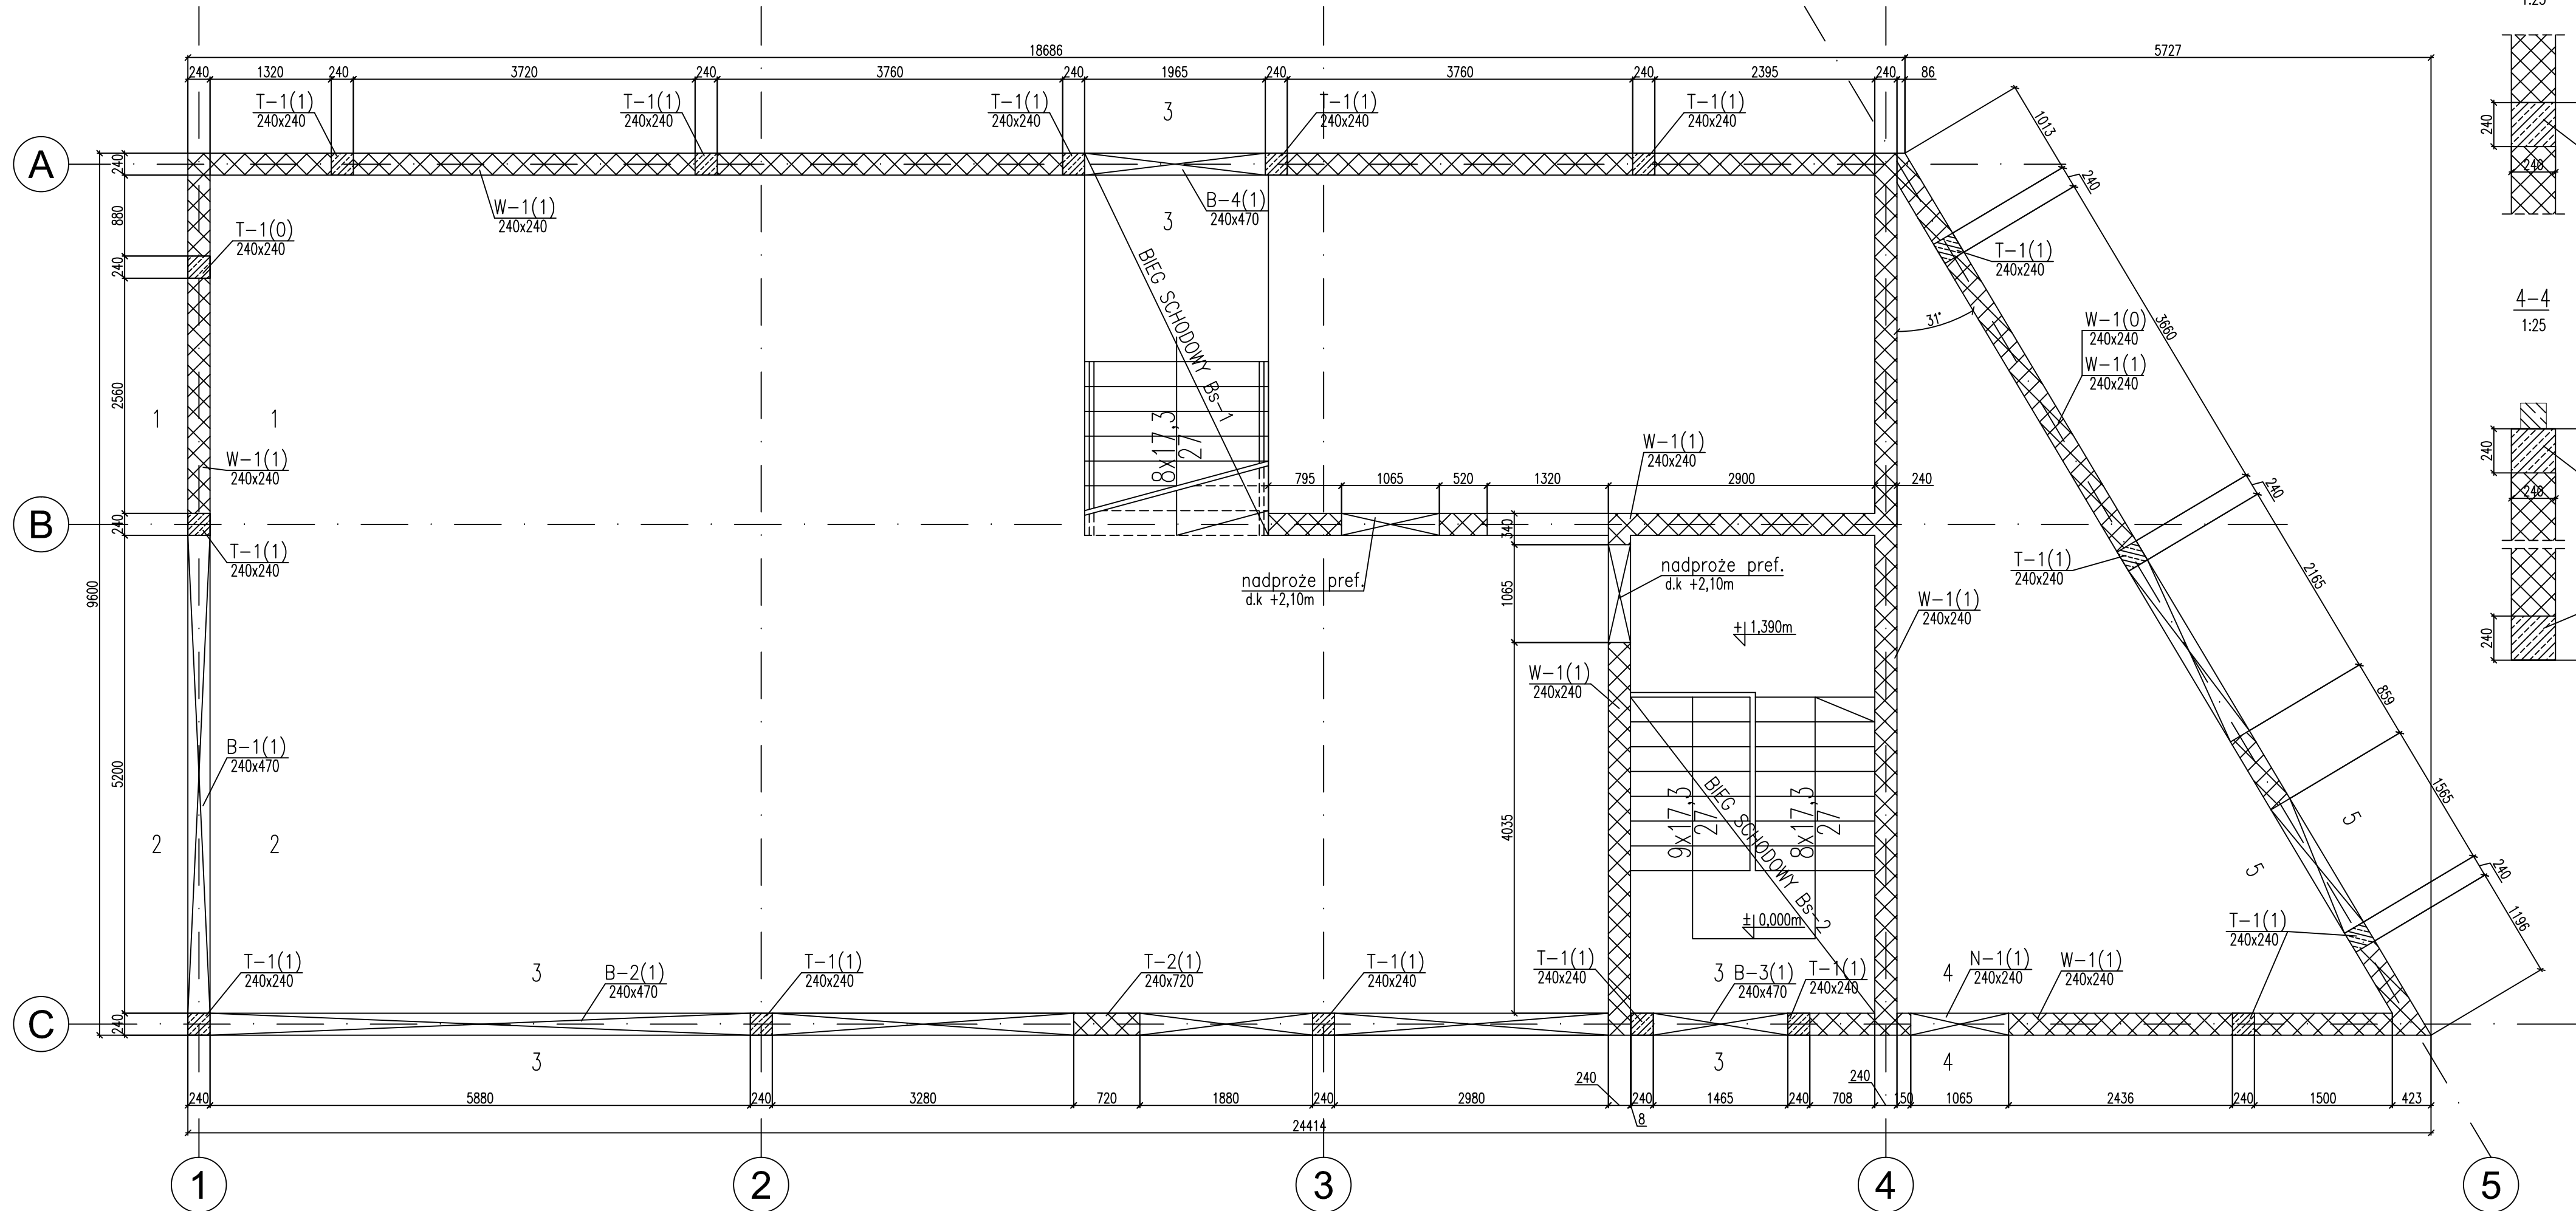 1:25
18686
5727
240
1320
240
3720
240
3760
240
1965
240
3760
240
2395
240
86
T-1(1)
240x240
T-1(1)
240x240
T-1(1)
240x240
3
T-1(1)
240x240
T-1(1)
240x240
1013
240
240
240
A
240
880
240
2560
240
5200
240
9600
W-1(1)
240x240
B-4(1)
240x470
3
T-1(0)
240x240
BIEG SCHODOWY Bs-1
T-1(1)
240x240
31°
3660
W-1(0)
240x240
W-1(1)
240x240
4-4
1:25
1
1
8x17,3
27
W-1(1)
240x240
W-1(1)
240x240
795
1065
520
1320
2900
240
240
240
240
240
B
T-1(1)
240x240
340
1065
4035
nadproże pref.
d.k +2,10m
nadproże pref.
d.k +2,10m
T-1(1)
240x240
2165
W-1(1)
240x240
+ 1,390m
W-1(1)
240x240
859
B-1(1)
240x470
1565
2
2
9x17,3
27
BIEG SCHODOWY Bs-2
8x17,3
27
5
5
240
1196
± 0,000m
T-1(1)
240x240
T-1(1)
240x240
3
B-2(1)
240x470
T-1(1)
240x240
T-2(1)
240x720
T-1(1)
240x240
T-1(1)
240x240
3
B-3(1)
240x470
T-1(1)
240x240
4
N-1(1)
240x240
W-1(1)
240x240
C
3
3
4
240
5880
240
3280
720
1880
240
2980
240
8
240
1465
240
708
240
150
1065
2436
240
1500
423
24414
1
2
3
4
5